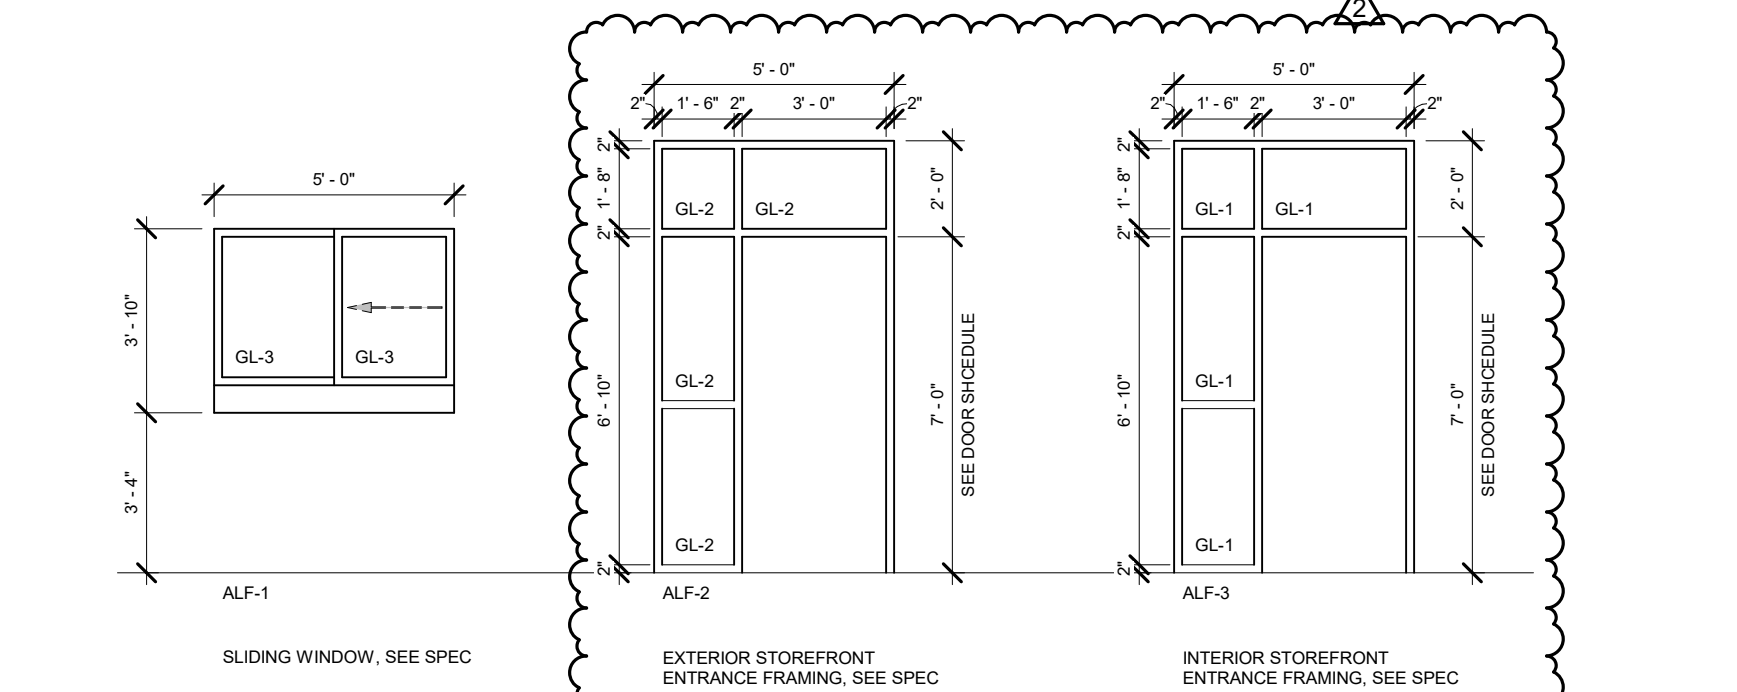 2
5' - 0"
3' - 10"
3' - 4"
GL-3
GL-3
ALF-1
SLIDING WINDOW, SEE SPEC
5' - 0"
2" 1' - 6" 2" 3' - 0" 2"
2"
1' - 8"
2"
6' - 10"
2"
GL-2
GL-2
GL-2
GL-2
2' - 0"
7' - 0"
SEE DOOR SHCEDULE
ALF-2
EXTERIOR STOREFRONT
ENTRANCE FRAMING, SEE SPEC
5' - 0"
2" 1' - 6" 2" 3' - 0" 2"
2"
1' - 8"
2"
6' - 10"
2"
GL-1
GL-1
GL-1
GL-1
2' - 0"
7' - 0"
SEE DOOR SHCEDULE
ALF-3
INTERIOR STOREFRONT
ENTRANCE FRAMING, SEE SPEC